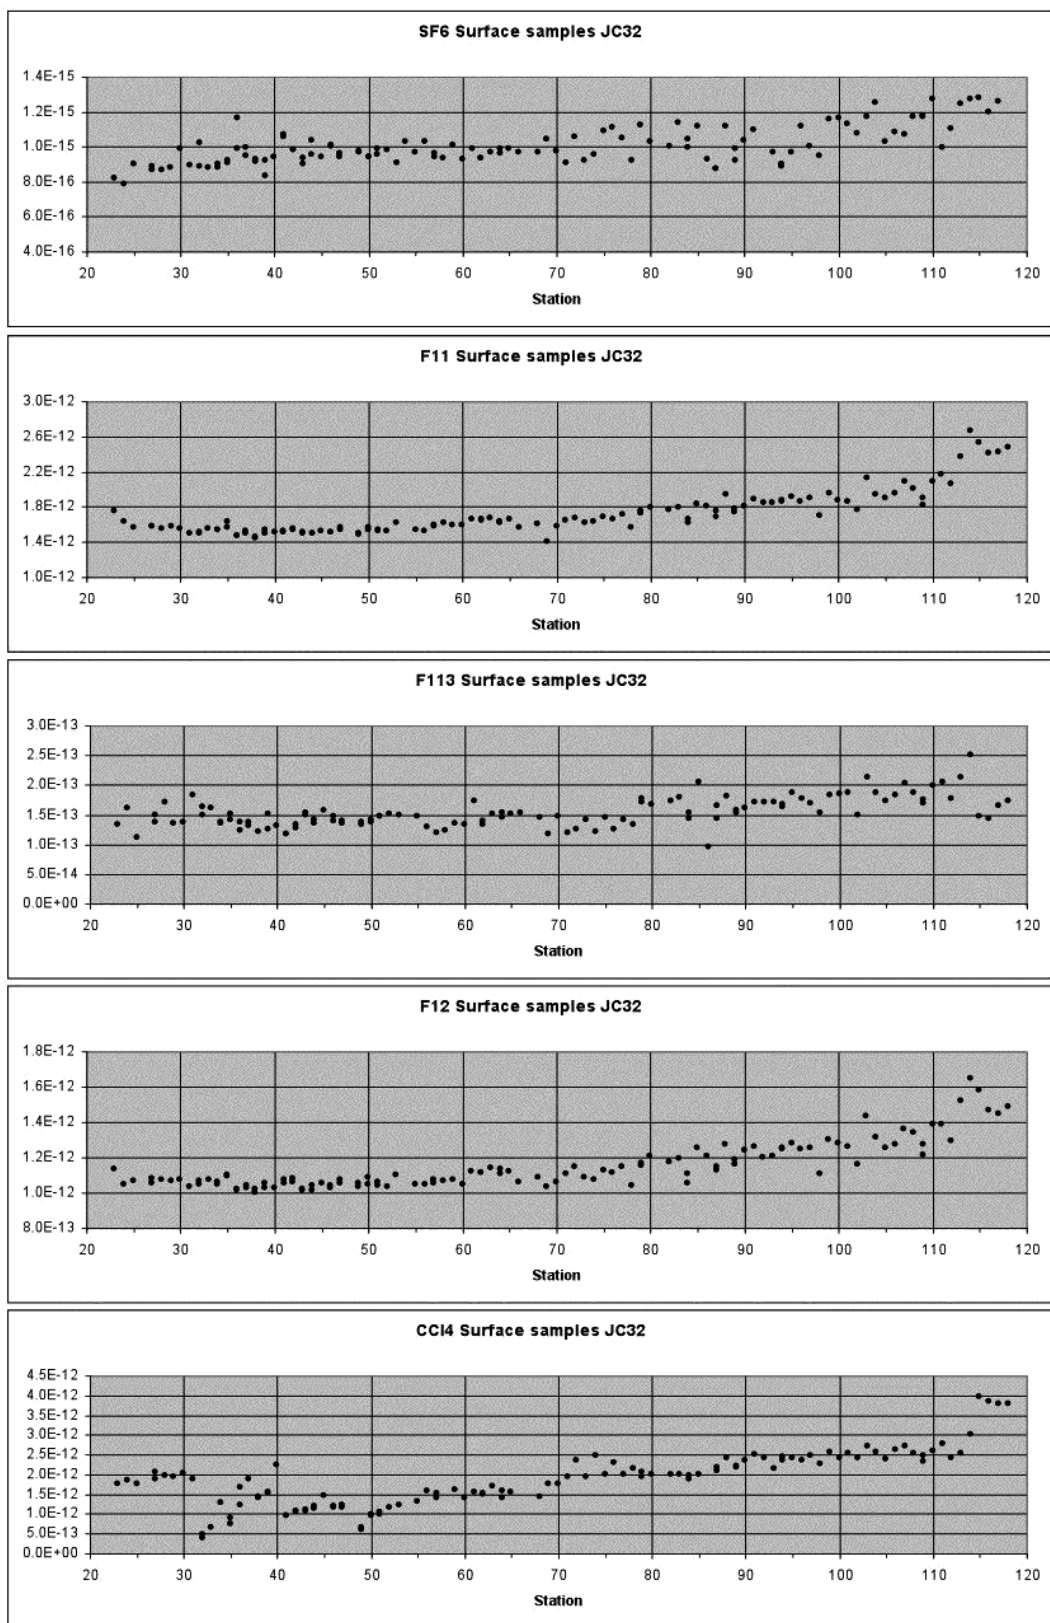 SF6 Surface samples JC32
1.4E-15
1.2E-15
1.0E-15
8.0E-16
6.0E-16
4.0E-16
20 30 40 50 60 70 80 90 100 110 120
Station
F11 Surface samples JC32
3.0E-12
2.6E-12
2.2E-12
1.8E-12
1.4E-12
1.0E-12
20 30 40 50 60 70 80 90 100 110 120
Station
F113 Surface samples JC32
3.0E-13
2.5E-13
2.0E-13
1.5E-13
1.0E-13
5.0E-14
0.0E+00
20 30 40 50 60 70 80 90 100 110 120
Station
F12 Surface samples JC32
1.8E-12
1.6E-12
1.4E-12
1.2E-12
1.0E-12
8.0E-13
20 30 40 50 60 70 80 90 100 110 120
Station
CCl4 Surface samples JC32
4.5E-12
4.0E-12
3.5E-12
3.0E-12
2.5E-12
2.0E-12
1.5E-12
1.0E-12
5.0E-13
0.0E+00
20 30 40 50 60 70 80 90 100 110 120
Station